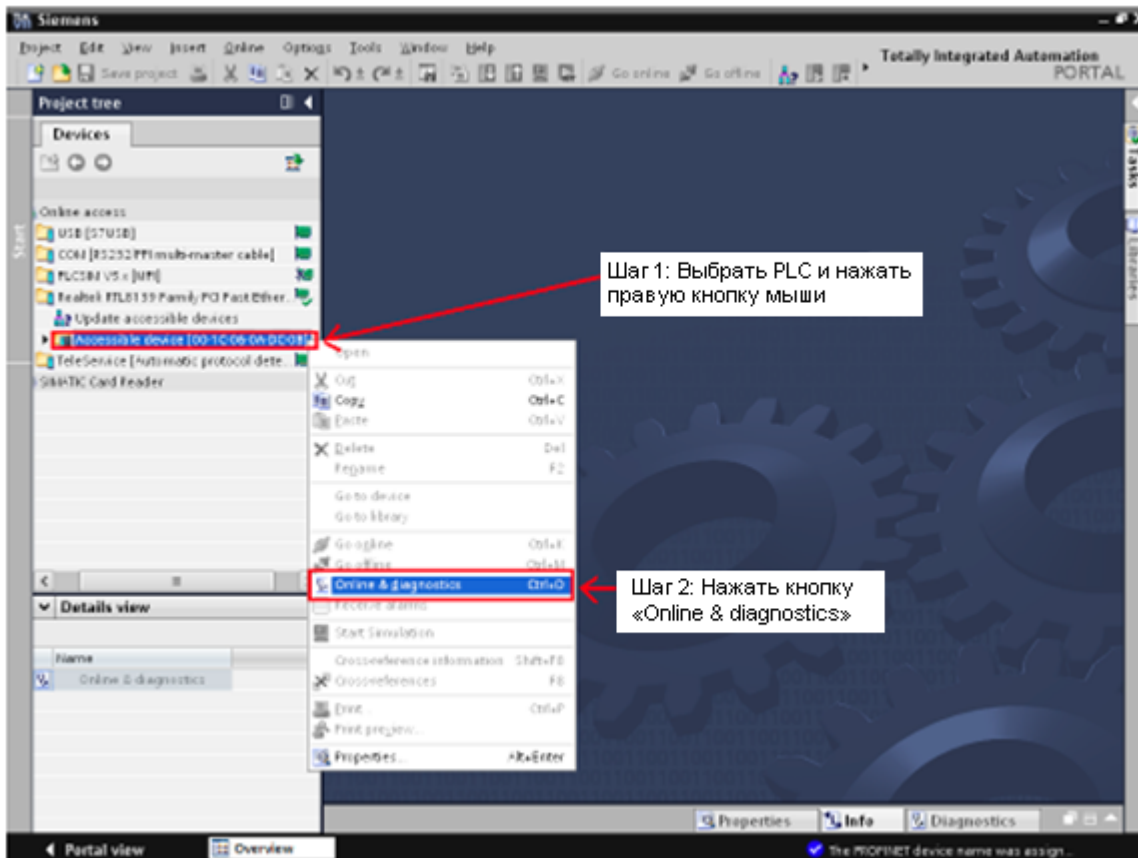 Siemens
Project Edit View Insert Online Options Tools Window Help
Save project Go online Go offline
Totally Integrated Automation
PORTAL
Project tree
Devices
Start
Online access
USB [S7USB]
COM [RS232/PPI multi-master cable]
PLCSIM V5.x [MPI]
Realtek RTL8139 Family PCI Fast Ether..
Update accessible devices
Accessible device [00-1C-06-0A-DC-
TeleService [Automatic protocol dete..
SIMATIC Card Reader
Шаг 1: Выбрать PLC и нажать
правую кнопку мыши
Open
Cut Ctrl+X
Copy Ctrl+C
Paste Ctrl+V
Delete Del
Rename F2
Go to device
Go to library
Go online Ctrl+K
Go offline Ctrl+M
Online & diagnostics Ctrl+D
Receive alarms
Start Simulation
Cross-reference information Shift+F8
Cross-references F8
Print... Ctrl+P
Print preview...
Properties... Alt+Enter
Шаг 2: Нажать кнопку
«Online & diagnostics»
Details view
Name
Online & diagnostics
Tasks
Libraries
Properties Info Diagnostics
Portal view Overview The PROFINET device name was assign...